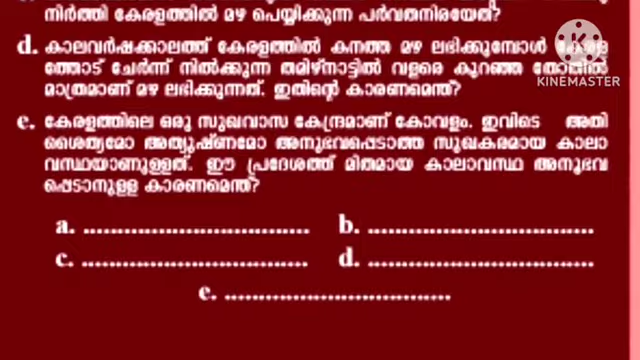 നിർത്തി കേരളത്തിൽ മഴ പെയ്യിക്കുന്ന പർവതനിരയേത്?
d. കാലവർഷക്കാലത്ത് കേരളത്തിൽ കനത്ത മഴ ലഭിക്കുമ്പോൾ കേരള
ത്തോട് ചേർന്ന് നിൽക്കുന്ന തമിഴ്നാട്ടിൽ വളരെ കുറഞ്ഞ തോതിൽ
മാത്രമാണ് മഴ ലഭിക്കുന്നത്. ഇതിന്റെ കാരണമെന്ത്?
e. കേരളത്തിലെ ഒരു സുഖവാസ കേന്ദ്രമാണ് കോവളം. ഇവിടെ അതി
ശൈത്യമോ അത്യുഷ്ണമോ അനുഭവപ്പെടാത്ത സുഖകരമായ കാലാ
വസ്ഥയാണുള്ളത്. ഈ പ്രദേശത്ത് മിതമായ കാലാവസ്ഥ അനുഭവ
പ്പെടാനുള്ള കാരണമെന്ത്?
a. ................................. b. .................................
c. ................................. d. .................................
e. .................................
K
KINEMASTER